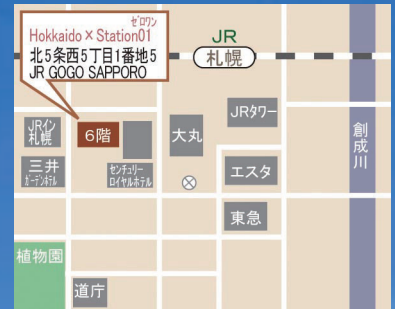 ゼロワン
Hokkaido × Station01
北5条西5丁目1番地5
JR GOGO SAPPORO
JR
札幌
JRタワー
JRイン
札幌
6階
大丸
創成川
三井
ガーデンホテル
センチュリー
ロイヤルホテル
エスタ
東急
植物園
道庁